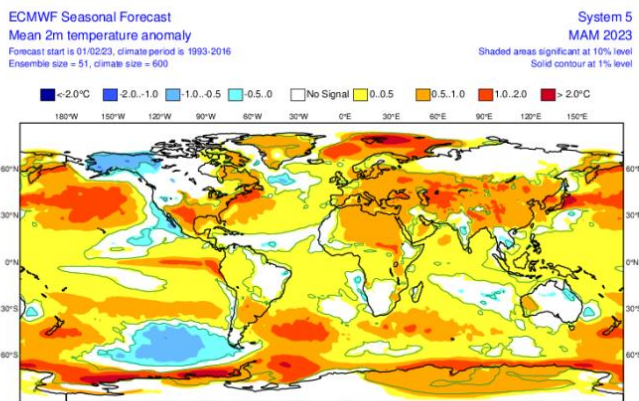 ECMWF Seasonal Forecast
System 5
Mean 2m temperature anomaly
MAM 2023
Forecast start is 01/02/23, climate period is 1993-2016
Shaded areas significant at 10% level
Ensemble size = 51, climate size = 600
Solid contour at 1% level
<-2.0°C -2.0..-1.0 -1.0..-0.5 -0.5..0 No Signal 0..0.5 0.5..1.0 1.0..2.0 > 2.0°C
180°W 150°W 120°W 90°W 60°W 30°W 0°E 30°E 60°E 90°E 120°E 150°E
60°N 60°N
30°N 30°N
0°N 0°N
30°S 30°S
60°S 60°S